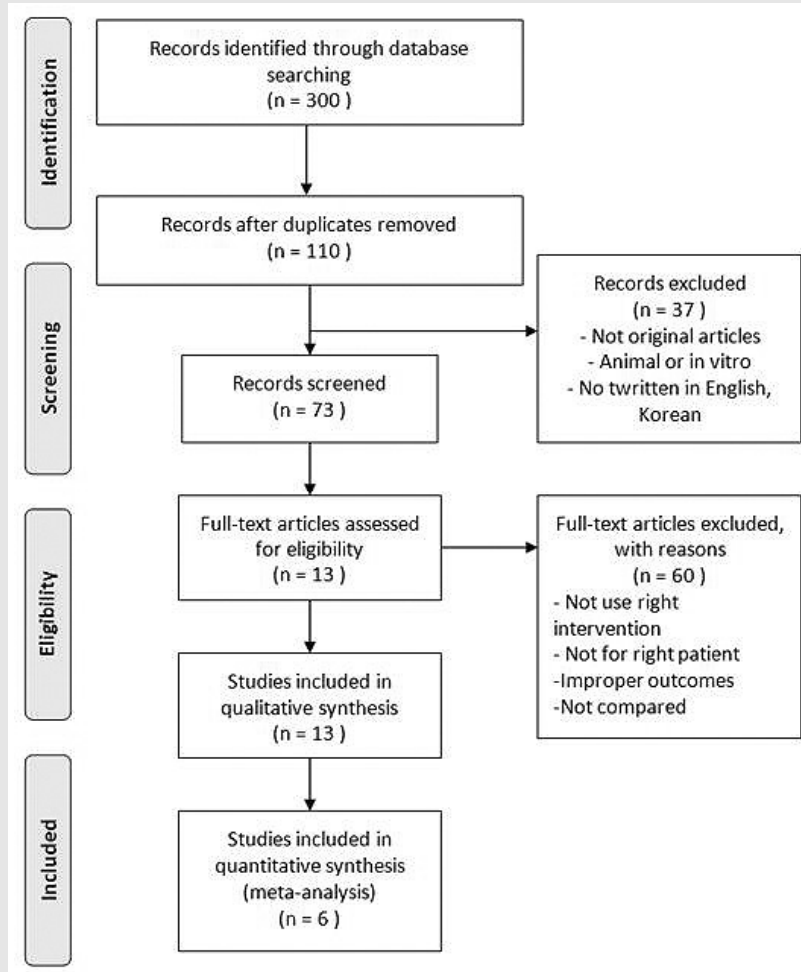 Identification
Records identified through database
searching
(n = 300 )
Records after duplicates removed
(n = 110 )
Screening
Records excluded
(n = 37 )
- Not original articles
- Animal or in vitro
- No twritten in English,
Korean
Records screened
(n = 73 )
Eligibility
Full-text articles assessed
for eligibility
(n = 13 )
Full-text articles excluded,
with reasons
(n = 60 )
- Not use right
intervention
- Not for right patient
-Improper outcomes
-Not compared
Studies included in
qualitative synthesis
(n = 13 )
Included
Studies included in
quantitative synthesis
(meta-analysis)
(n = 6 )